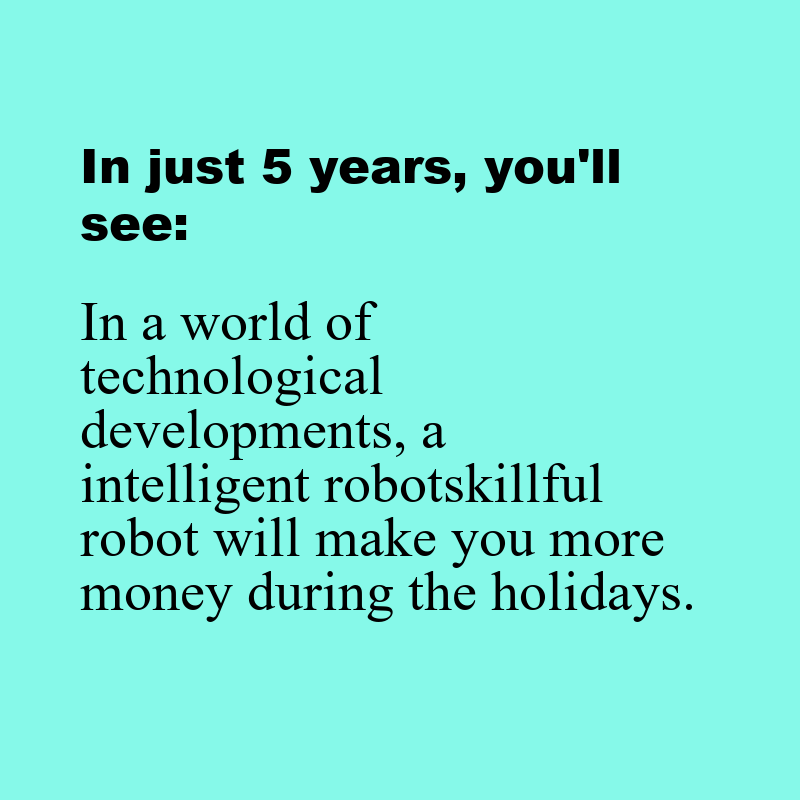 In just 5 years, you'll
see:
In a world of
technological
developments, a
intelligent robotskillful
robot will make you more
money during the holidays.